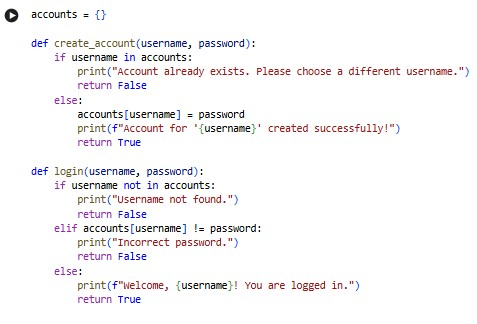 accounts = {}

def create_account(username, password):
    if username in accounts:
        print("Account already exists. Please choose a different username.")
        return False
    else:
        accounts[username] = password
        print(f"Account for '{username}' created successfully!")
        return True

def login(username, password):
    if username not in accounts:
        print("Username not found.")
        return False
    elif accounts[username] != password:
        print("Incorrect password.")
        return False
    else:
        print(f"Welcome, {username}! You are logged in.")
        return True